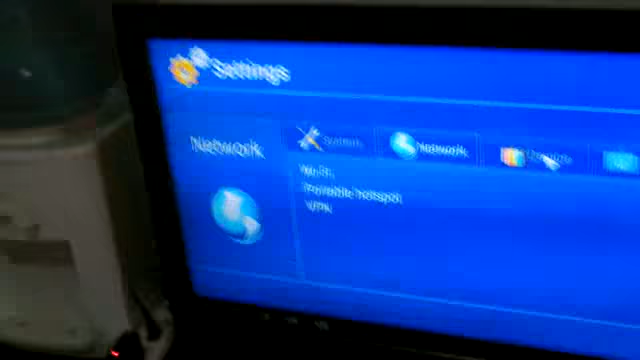 Settings
Network
System
Network
Wi-Fi
Portable hotspot
VPN